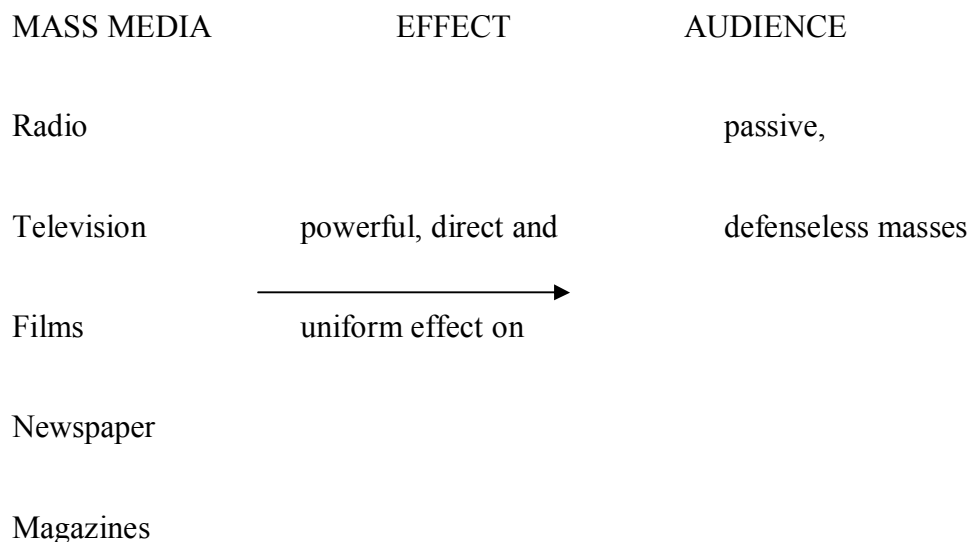 MASS MEDIA EFFECT AUDIENCE
Radio passive,
Television powerful, direct and defenseless masses
Films uniform effect on
Newspaper
Magazines